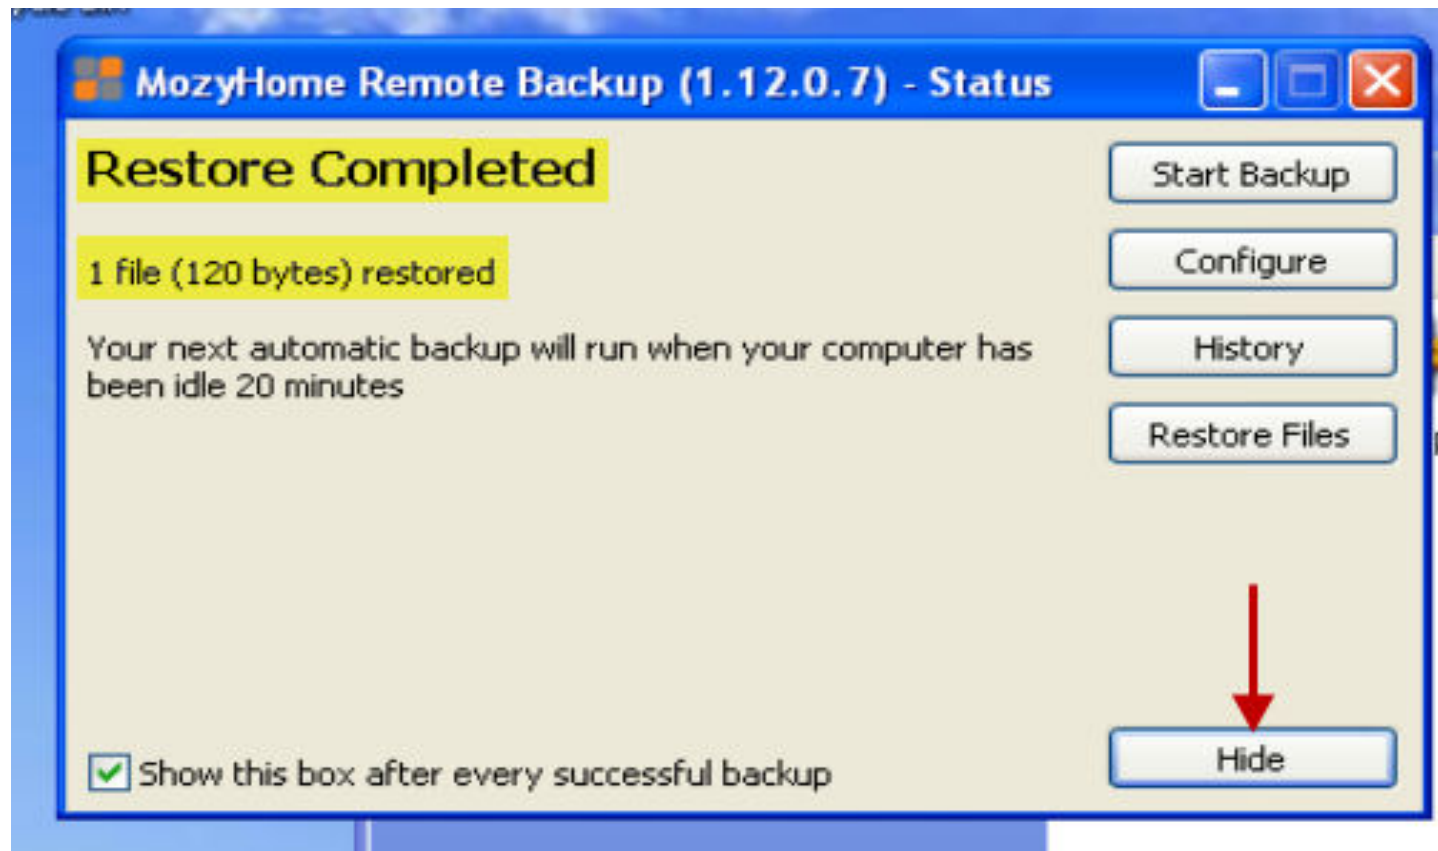 MozyHome Remote Backup (1.12.0.7) - Status
Restore Completed
Start Backup
1 file (120 bytes) restored
Configure
Your next automatic backup will run when your computer has
been idle 20 minutes
History
Restore Files
Show this box after every successful backup
Hide